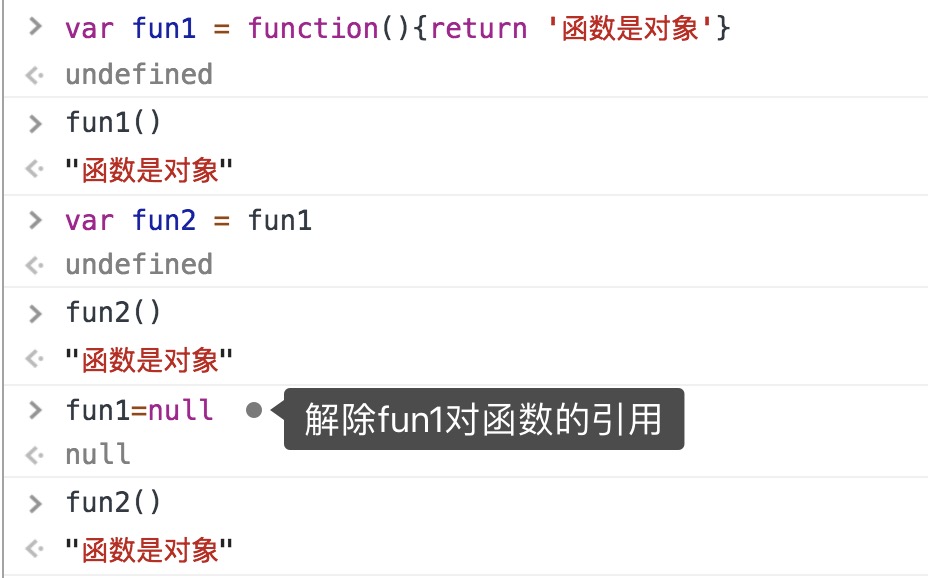 > var fun1 = function(){return '函数是对象'}
<· undefined
> fun1()
<· "函数是对象"
> var fun2 = fun1
<· undefined
> fun2()
<· "函数是对象"
> fun1=null 解除fun1对函数的引用
<· null
> fun2()
<· "函数是对象"